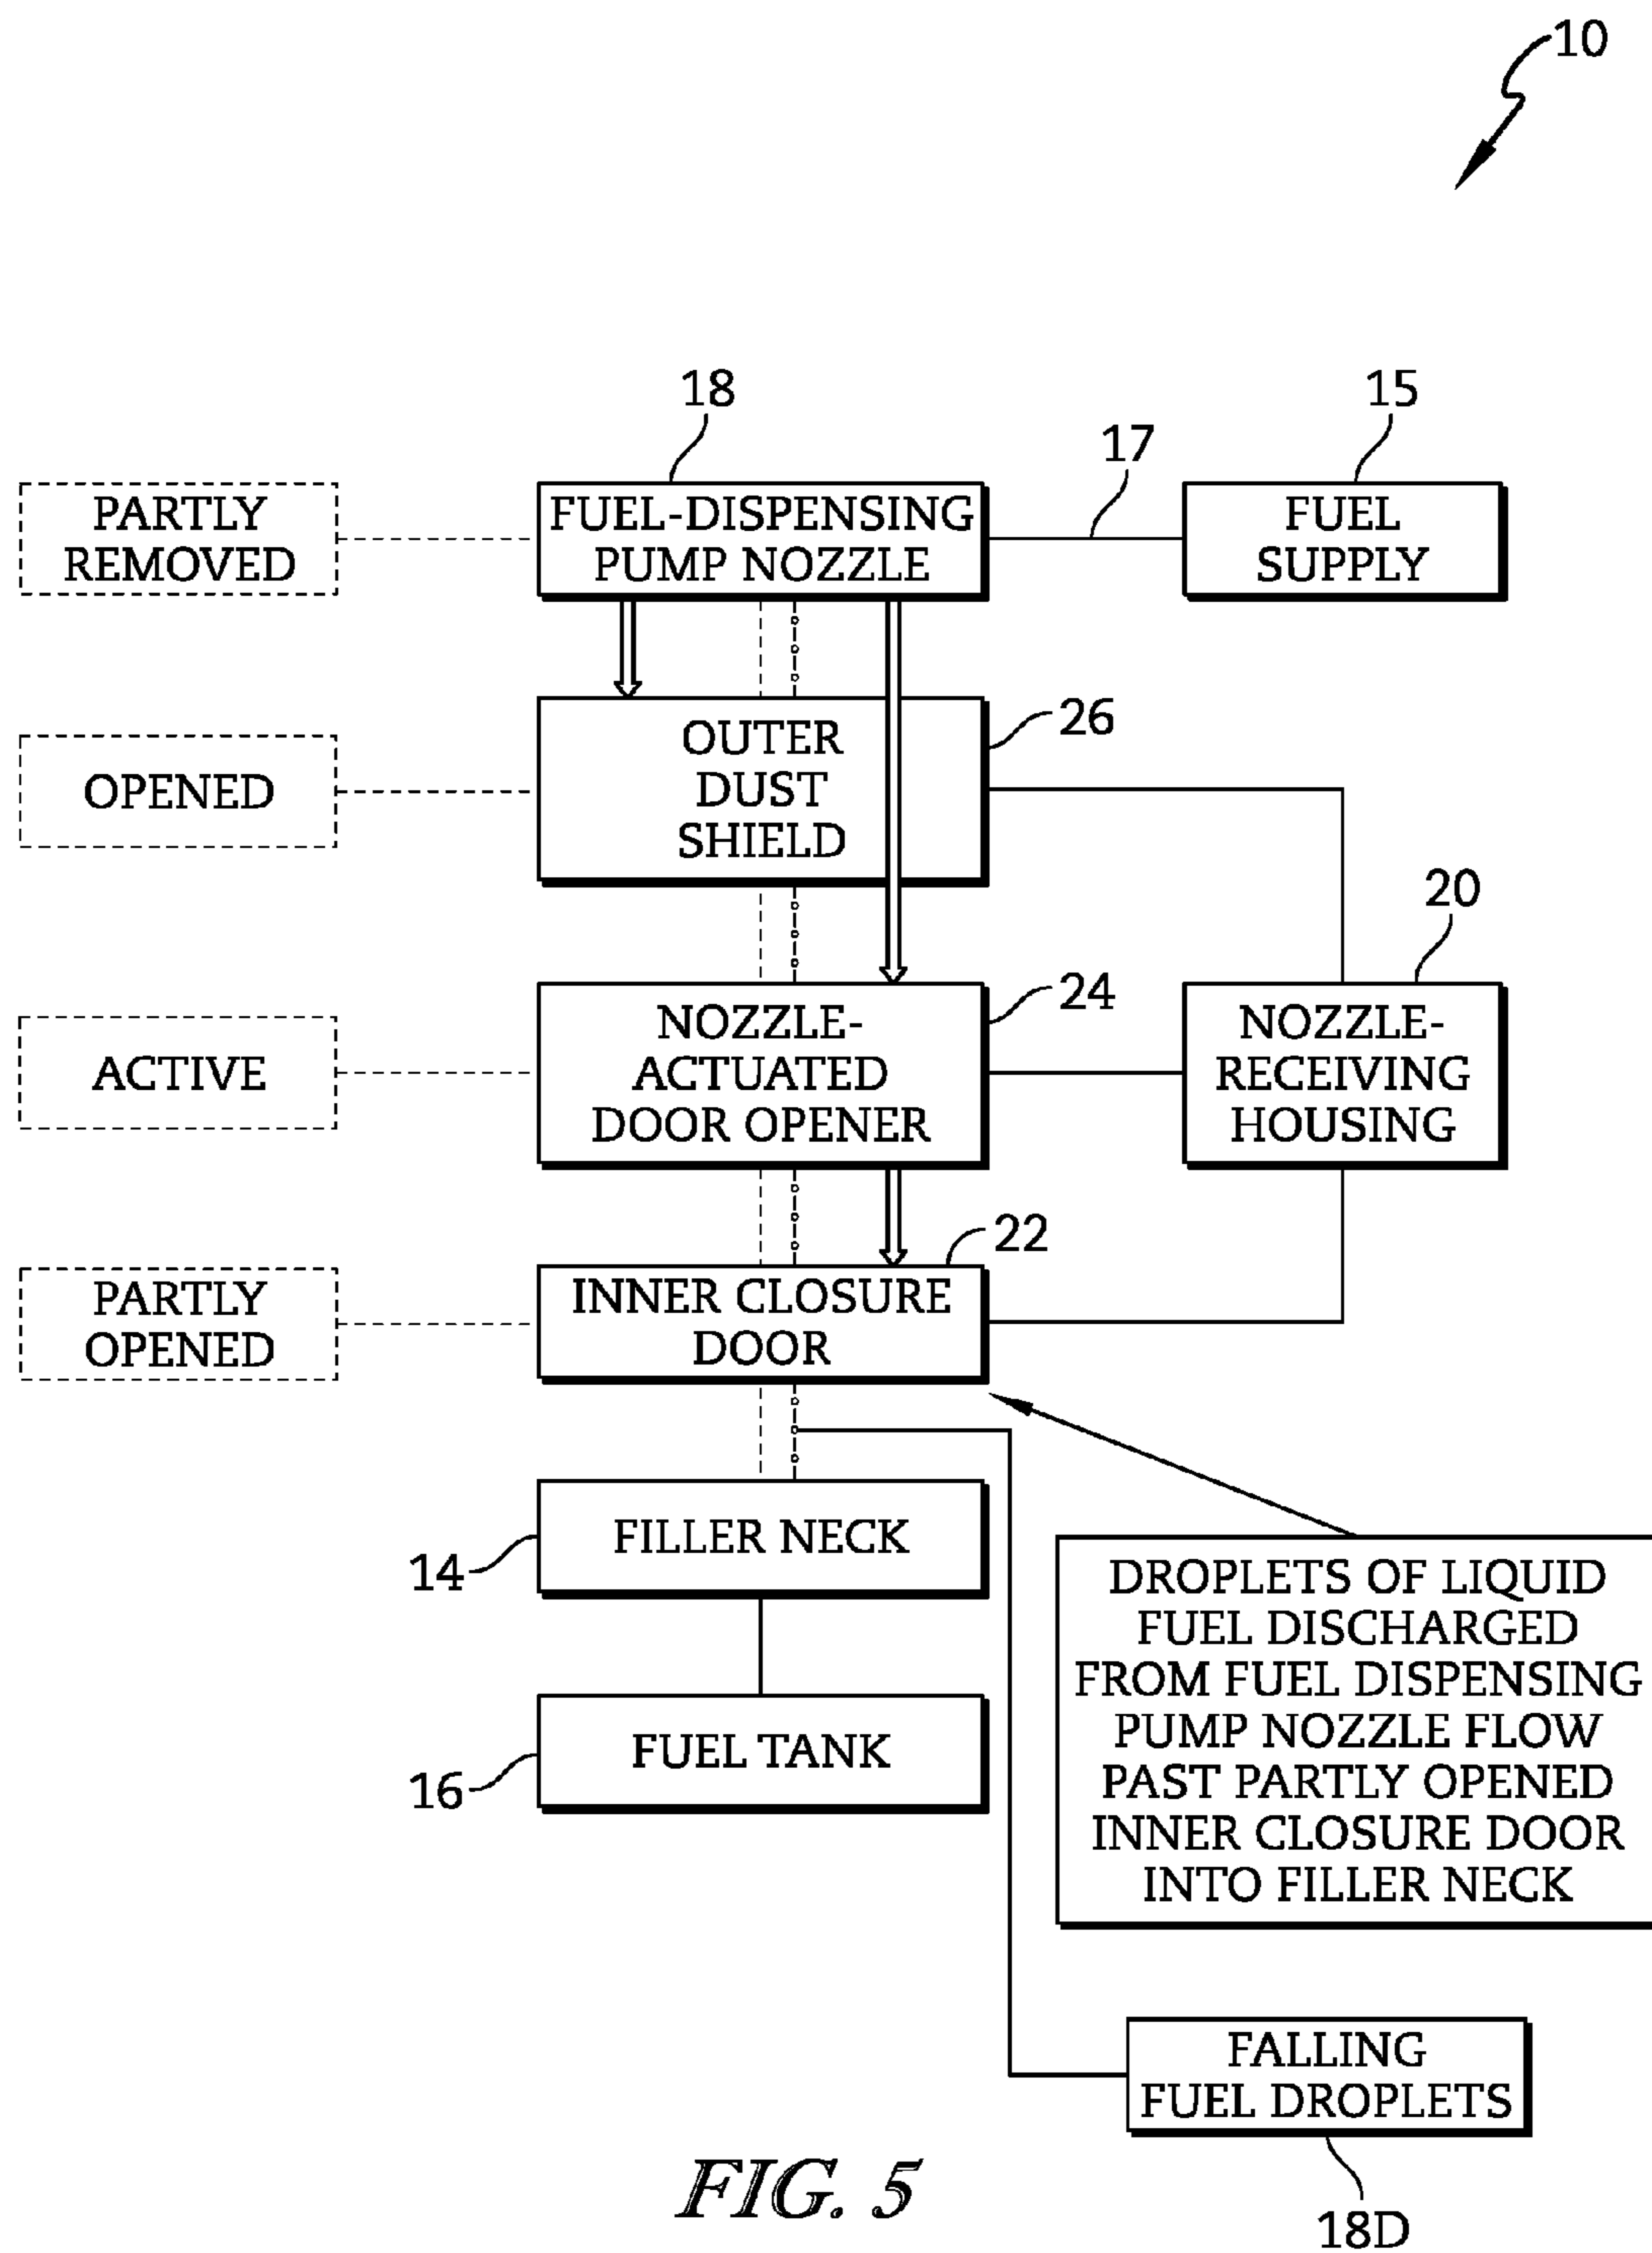 10
18
15
17
PARTLY
REMOVED
FUEL-DISPENSING
PUMP NOZZLE
FUEL
SUPPLY
OPENED
OUTER
DUST
SHIELD
26
20
ACTIVE
NOZZLE-
ACTUATED
DOOR OPENER
24
NOZZLE-
RECEIVING
HOUSING
22
PARTLY
OPENED
INNER CLOSURE
DOOR
14
FILLER NECK
16
FUEL TANK
DROPLETS OF LIQUID
FUEL DISCHARGED
FROM FUEL DISPENSING
PUMP NOZZLE FLOW
PAST PARTLY OPENED
INNER CLOSURE DOOR
INTO FILLER NECK
FALLING
FUEL DROPLETS
18D
FIG. 5